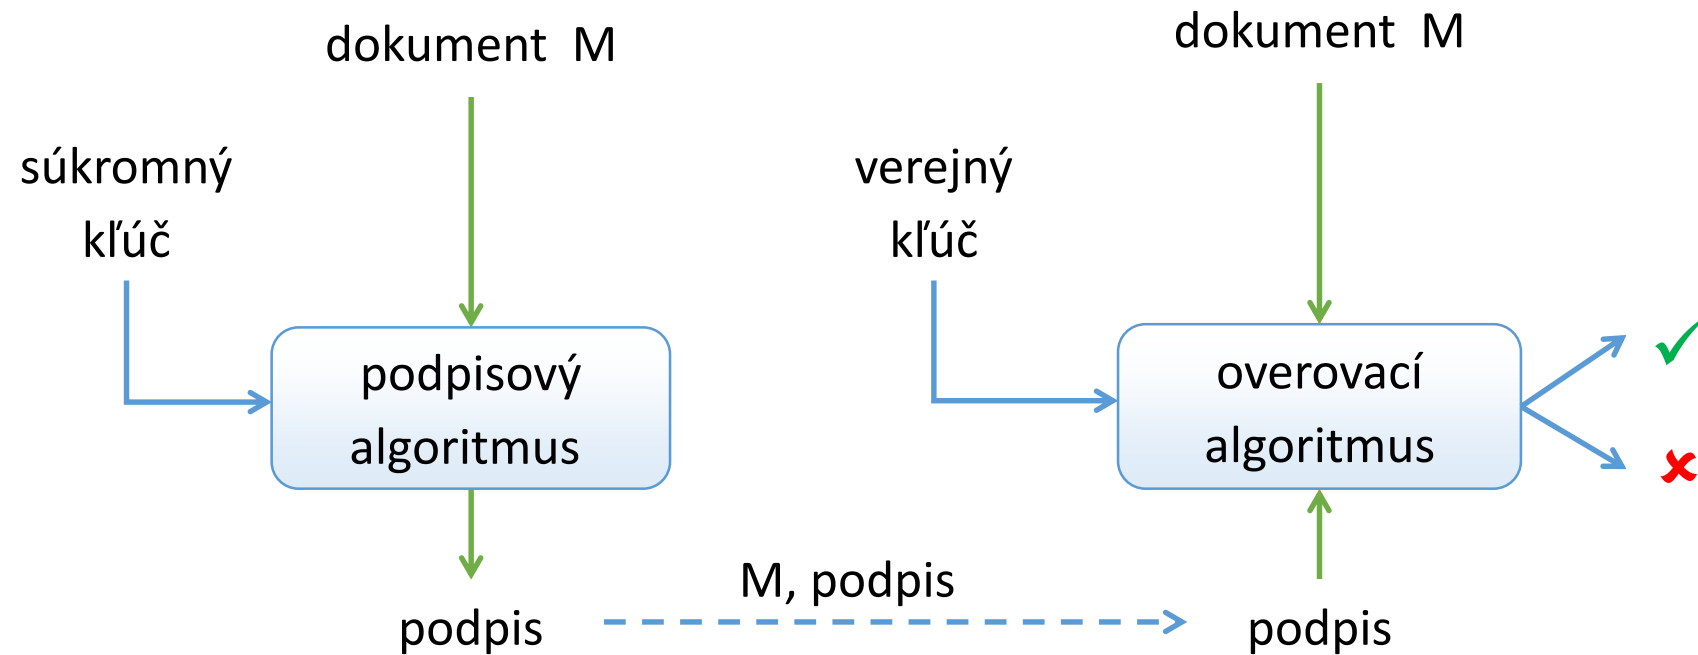 dokument M
súkromný
kľúč
podpisový
algoritmus
podpis
M, podpis
dokument M
verejný
kľúč
overovací
algoritmus
podpis